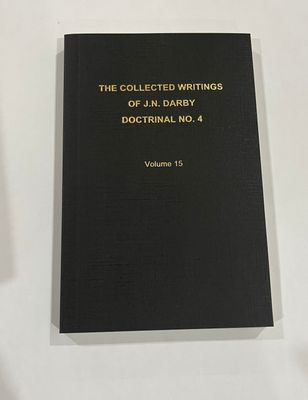 THE COLLECTED WRITINGS
OF J.N. DARBY
DOCTRINAL NO. 4
Volume 15